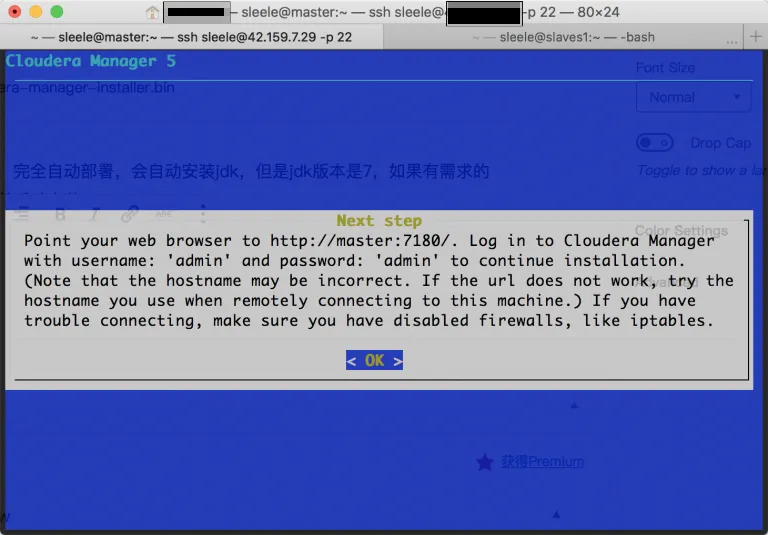 — sleele@master:~ — ssh sleele@ -p 22 — 80×24
~ — sleele@master:~ — ssh sleele@42.159.7.29 -p 22
~ — sleele@slaves1:~ — -bash
... +
Cloudera Manager 5
Font Size
era-manager-installer.bin
Normal
Drop Cap
完全自动部署，会自动安装jdk，但是jdk版本是7，如果有需求的
Toggle to show a lar
B I ABC
Next step
Color Settings
Point your web browser to http://master:7180/. Log in to Cloudera Manager
with username: 'admin' and password: 'admin' to continue installation.
(Note that the hostname may be incorrect. If the url does not work, try the
Advanced
hostname you use when remotely connecting to this machine.) If you have
trouble connecting, make sure you have disabled firewalls, like iptables.
< OK >
获得Premium
w